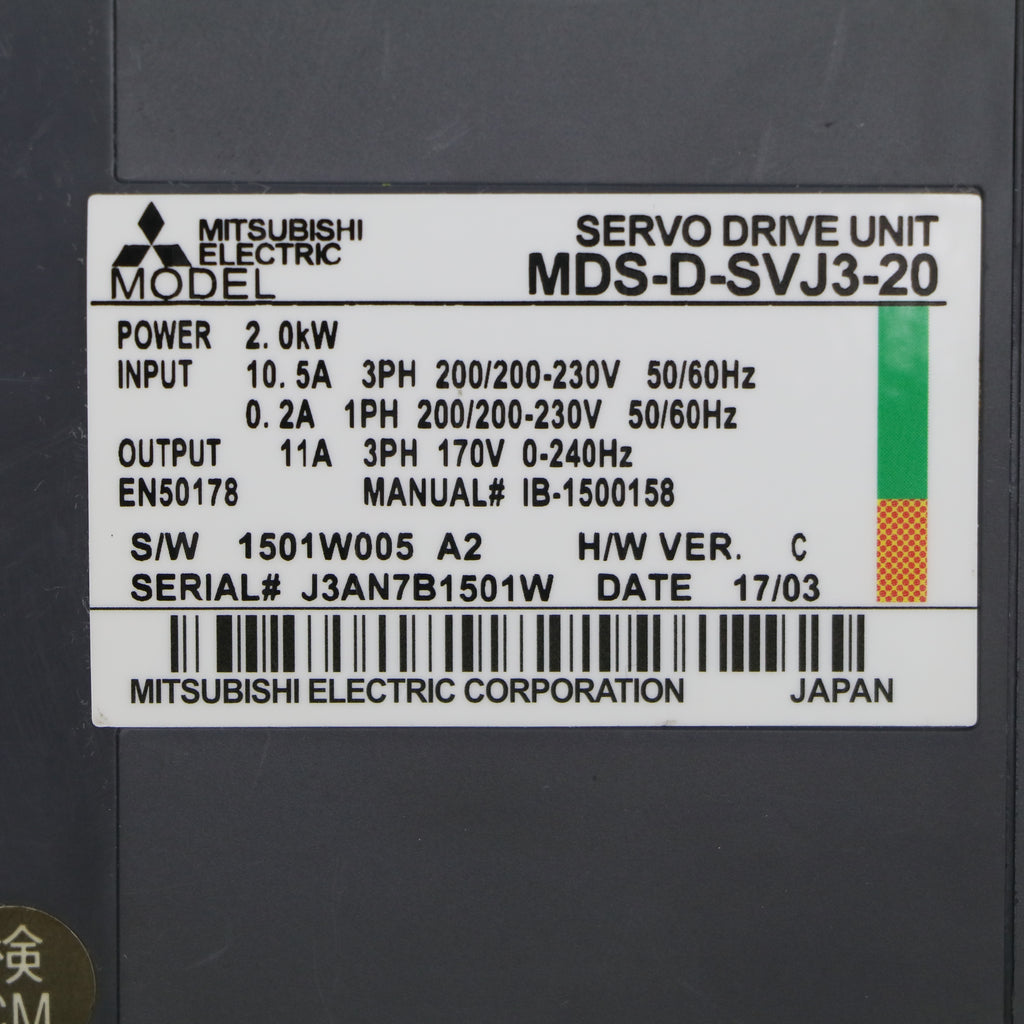 MITSUBISHI
ELECTRIC
SERVO DRIVE UNIT
MODEL MDS-D-SVJ3-20
POWER 2.0kW
INPUT 10.5A 3PH 200/200-230V 50/60Hz
0.2A 1PH 200/200-230V 50/60Hz
OUTPUT 11A 3PH 170V 0-240Hz
EN50178 MANUAL# IB-1500158
S/W 1501W005 A2 H/W VER. C
SERIAL# J3AN7B1501W DATE 17/03
MITSUBISHI ELECTRIC CORPORATION JAPAN
検
CM